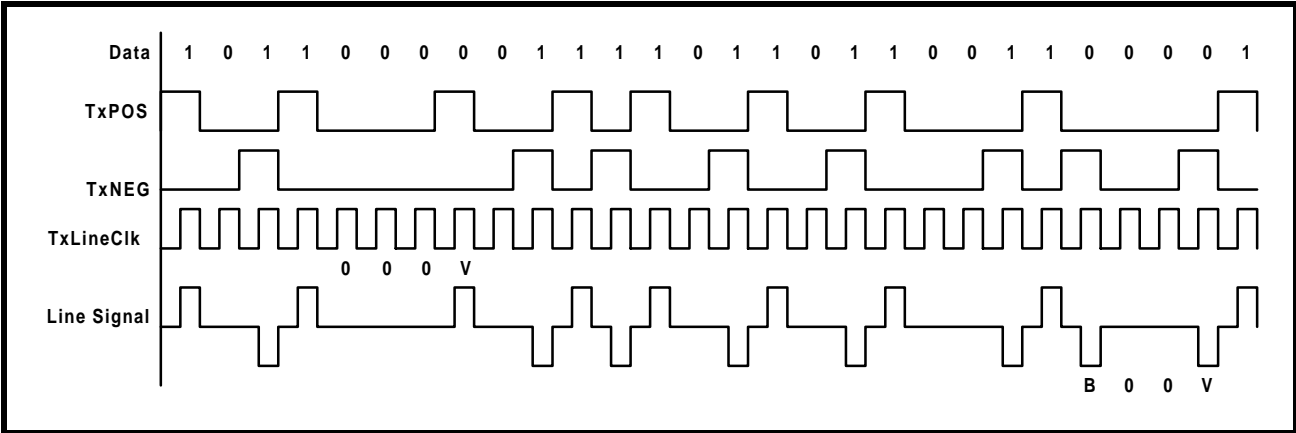 Data 1 0 1 1 0 0 0 0 0 1 1 1 1 0 1 1 0 1 1 0 0 1 1 0 0 0 0 1
TxPOS
TxNEG
TxLineClk
0 0 0 V
Line Signal
B 0 0 V